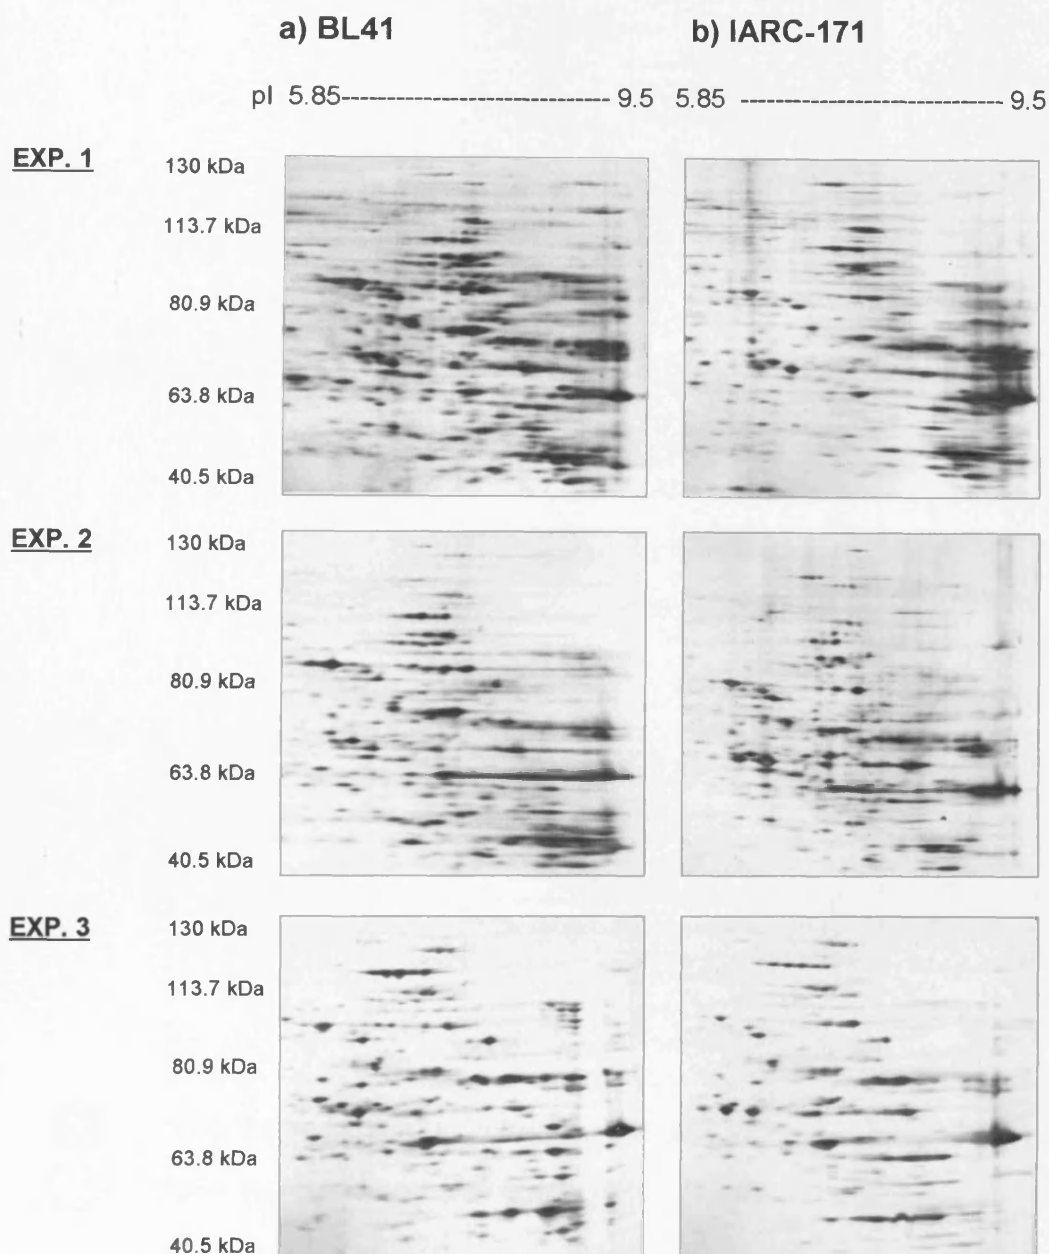 a) BL41 b) IARC-171
pI 5.85---------------------------------- 9.5 5.85 ---------------------------------- 9.5
EXP. 1
130 kDa
113.7 kDa
80.9 kDa
63.8 kDa
40.5 kDa
EXP. 2
130 kDa
113.7 kDa
80.9 kDa
63.8 kDa
40.5 kDa
EXP. 3
130 kDa
113.7 kDa
80.9 kDa
63.8 kDa
40.5 kDa